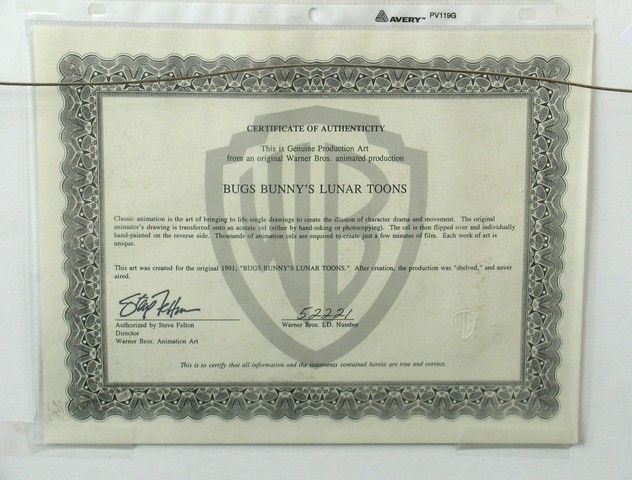 AVERY™ PV119G
CERTIFICATE OF AUTHENTICITY
This is Genuine Production Art
from an original Warner Bros. animated production
BUGS BUNNY'S LUNAR TOONS
Classic animation is the art of bringing to life single drawings to create the illusion of character drama and movement. The original
animator's drawing is transferred onto an acetate cel (either by hand-inking or photocopying). The cel is then flipped over and individually
hand-painted on the reverse side. Thousands of animation cels are required to create just a few minutes of film. Each work of art is
unique.
This art was created for the original 1991, "BUGS BUNNY'S LUNAR TOONS." After creation, the production was "shelved," and never
aired.
Steve Felton 52221
Authorized by Steve Felton Warner Bros. I.D. Number
Director
Warner Bros. Animation Art
This is to certify that all information and the statements contained herein are true and correct.
WB